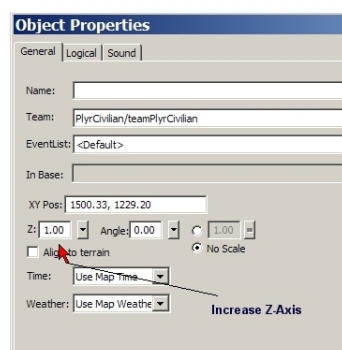 Object Properties
General Logical Sound
Name:
Team: PlyrCivilian/teamPlyrCivilian
EventList: <Default>
In Base:
XY Pos: 1500.33, 1229.20
Z: 1.00 Angle: 0.00 1.00 =
Align to terrain No Scale
Time: Use Map Time
Weather: Use Map Weathe
Increase Z-Axis